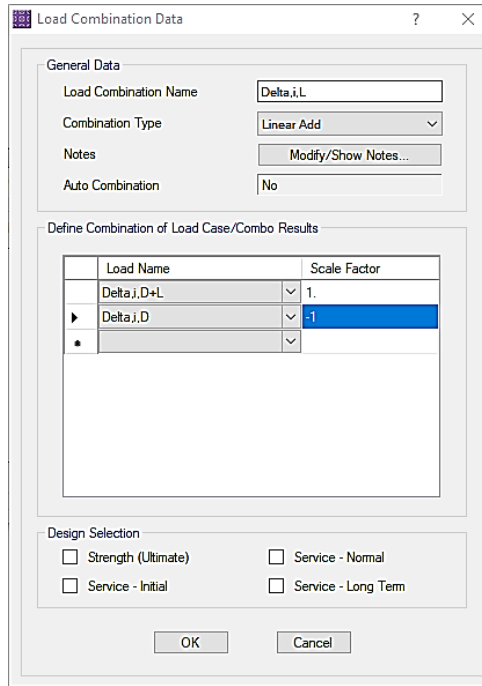 Load Combination Data ?
General Data
Load Combination Name Delta,i,L
Combination Type Linear Add
Notes Modify/Show Notes...
Auto Combination No
Define Combination of Load Case/Combo Results
Load Name Scale Factor
Delta,i,D+L 1.
Delta,i,D -1
Design Selection
Strength (Ultimate) Service - Normal
Service - Initial Service - Long Term
OK Cancel